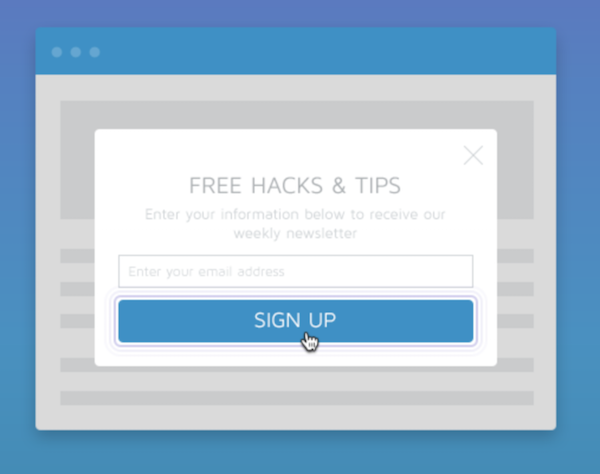 FREE HACKS & TIPS
Enter your information below to receive our
weekly newsletter
Enter your email address
SIGN UP